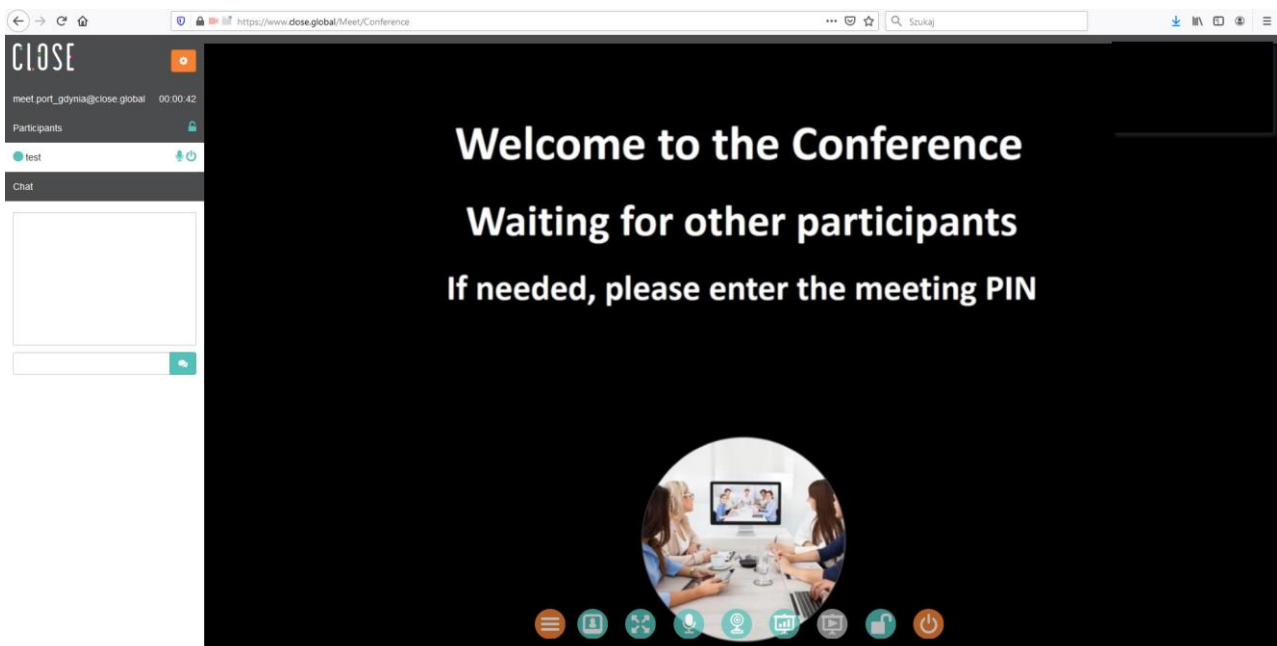 https://www.close.global/Meet/Conference
Szukaj
CLOSE
meet.port_gdynia@close.global 00:00:42
Participants
test
Chat
Welcome to the Conference
Waiting for other participants
If needed, please enter the meeting PIN